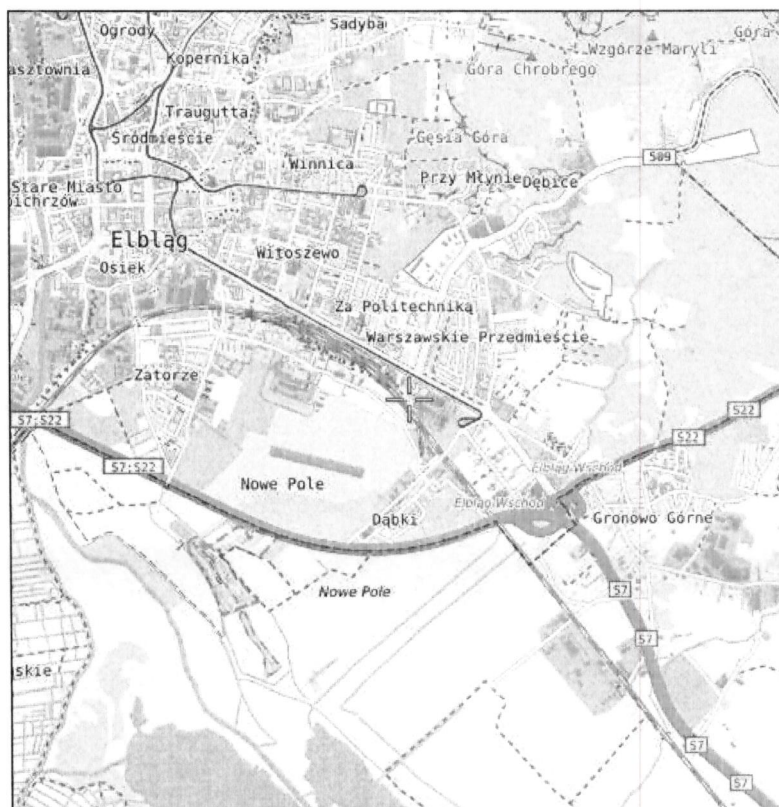 Ogrody
Sadyba
Góra
Wzgórze Maryli
Kopernika
Góra Chrobrego
Traugutta
Śródmieście
Gęsia Góra
Winnica
509
Przy Młynie
Dębice
Stare Miasto
Elbląg
Witoszewo
Osiek
Za Politechniką
Warszawskie Przedmieście
Zatorze
S7;S22
S22
S22
S7;S22
Elbląg Wschód
Nowe Pole
Elbląg Wschód
Dąbki
Gronowo Górne
Nowe Pole
S7
S7
S7
S7